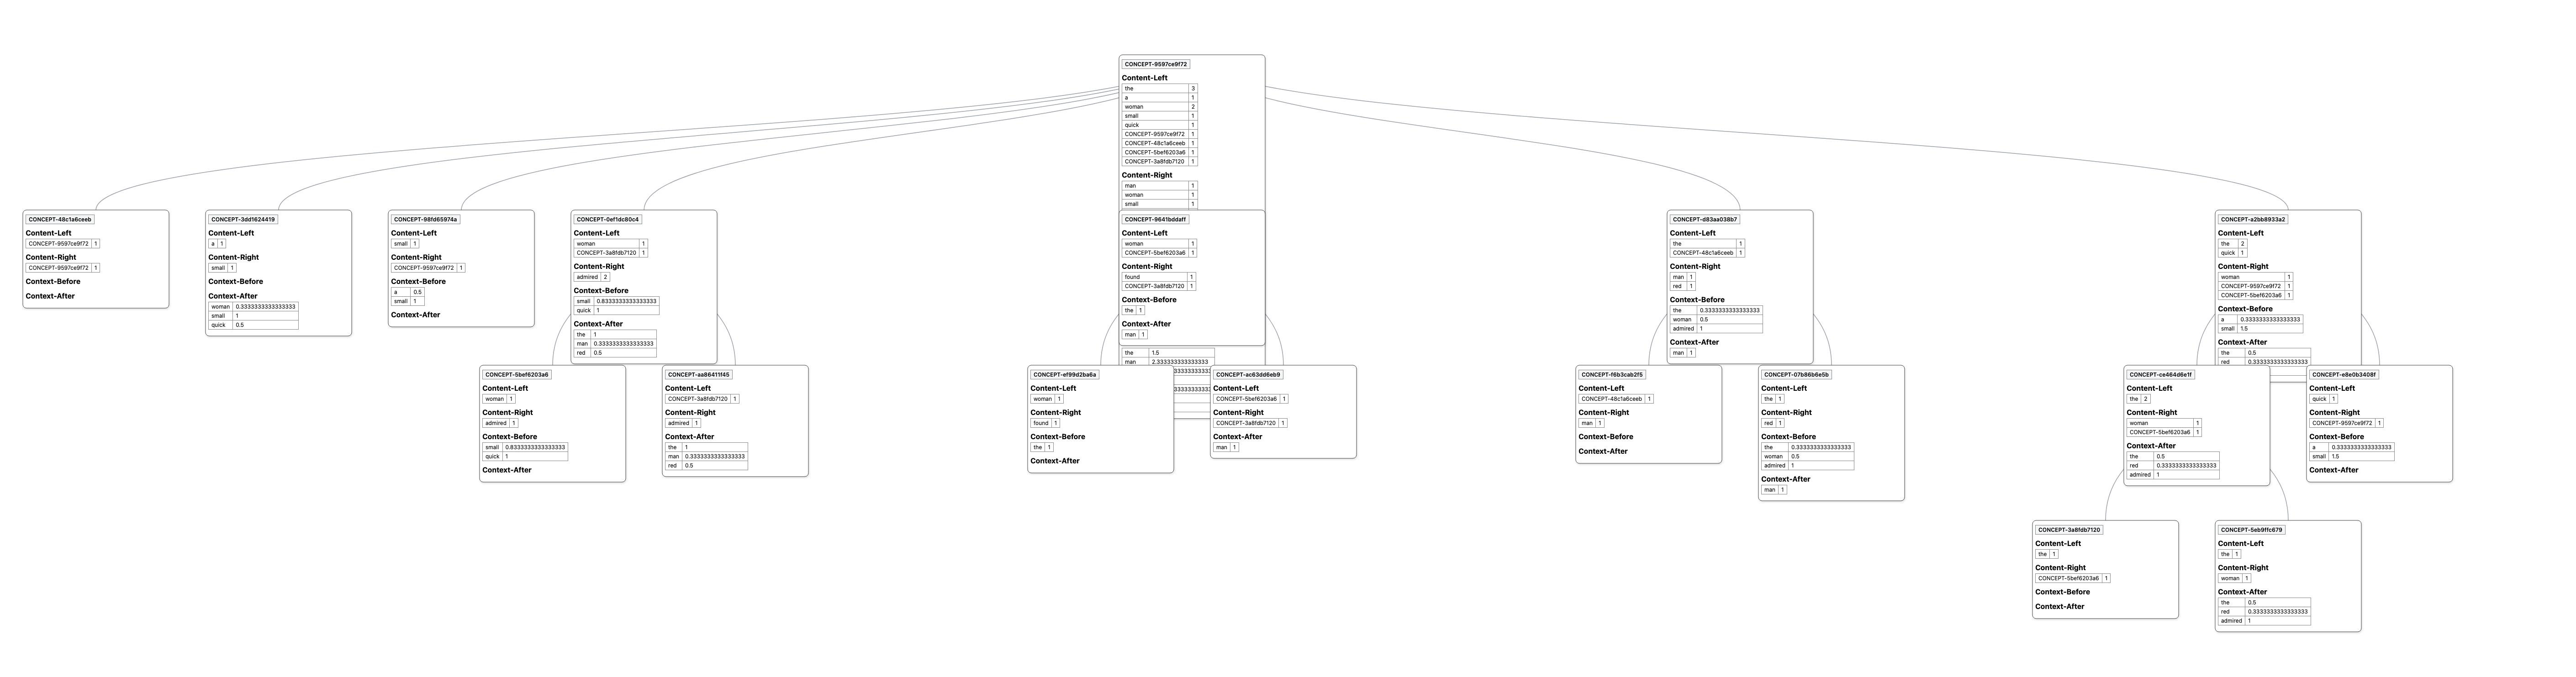 CONCEPT-9597ce9f72
Content-Left
the 3
a 1
woman 2
small 1
quick 1
CONCEPT-9597ce9f72 1
CONCEPT-48c1a6ceeb 1
CONCEPT-5bef6203a6 1
CONCEPT-3a8fdb7120 1
Content-Right
man 1
woman 1
small 1
the 1.5
man 2.333333333333333
CONCEPT-48c1a6ceeb
Content-Left
CONCEPT-9597ce9f72 1
Content-Right
CONCEPT-9597ce9f72 1
Context-Before
Context-After
CONCEPT-3dd1624419
Content-Left
a 1
Content-Right
small 1
Context-Before
Context-After
woman 0.3333333333333333
small 1
quick 0.5
CONCEPT-98fd65974a
Content-Left
small 1
Content-Right
CONCEPT-9597ce9f72 1
Context-Before
a 0.5
small 1
Context-After
CONCEPT-0ef1dc80c4
Content-Left
woman 1
CONCEPT-3a8fdb7120 1
Content-Right
admired 2
Context-Before
small 0.8333333333333333
quick 1
Context-After
the 1
man 0.3333333333333333
red 0.5
CONCEPT-9641bddaff
Content-Left
woman 1
CONCEPT-5bef6203a6 1
Content-Right
found 1
CONCEPT-3a8fdb7120 1
Context-Before
the 1
Context-After
man 1
CONCEPT-d83aa038b7
Content-Left
the 1
CONCEPT-48c1a6ceeb 1
Content-Right
man 1
red 1
Context-Before
the 0.3333333333333333
woman 0.5
admired 1
Context-After
man 1
CONCEPT-a2bb8933a2
Content-Left
the 2
quick 1
Content-Right
woman 1
CONCEPT-9597ce9f72 1
CONCEPT-5bef6203a6 1
Context-Before
a 0.3333333333333333
small 1.5
Context-After
the 0.5
red 0.3333333333333333
CONCEPT-5bef6203a6
Content-Left
woman 1
Content-Right
admired 1
Context-Before
small 0.8333333333333333
quick 1
Context-After
CONCEPT-aa86411f45
Content-Left
CONCEPT-3a8fdb7120 1
Content-Right
admired 1
Context-After
the 1
man 0.3333333333333333
red 0.5
CONCEPT-ef99d2ba6a
Content-Left
woman 1
Content-Right
found 1
Context-Before
the 1
Context-After
CONCEPT-ac63dd6eb9
Content-Left
CONCEPT-5bef6203a6 1
Content-Right
CONCEPT-3a8fdb7120 1
Context-After
man 1
CONCEPT-f6b3cab2f5
Content-Left
CONCEPT-48c1a6ceeb 1
Content-Right
man 1
Context-Before
Context-After
CONCEPT-07b86b6e5b
Content-Left
the 1
Content-Right
red 1
Context-Before
the 0.3333333333333333
woman 0.5
admired 1
Context-After
man 1
CONCEPT-ce464d6e1f
Content-Left
the 2
Content-Right
woman 1
CONCEPT-5bef6203a6 1
Context-After
the 0.5
red 0.3333333333333333
admired 1
CONCEPT-e8e0b3408f
Content-Left
quick 1
Content-Right
CONCEPT-9597ce9f72 1
Context-Before
a 0.3333333333333333
small 1.5
Context-After
CONCEPT-3a8fdb7120
Content-Left
the 1
Content-Right
CONCEPT-5bef6203a6 1
Context-Before
Context-After
CONCEPT-5eb9ffc679
Content-Left
the 1
Content-Right
woman 1
Context-After
the 0.5
red 0.3333333333333333
admired 1